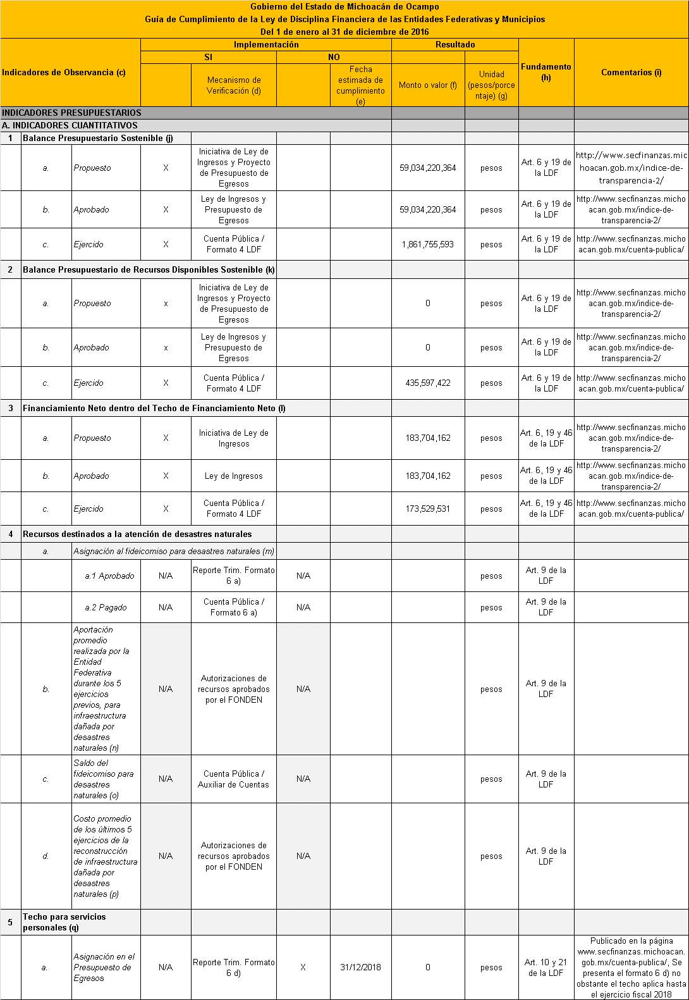 Gobierno del Estado de Michoacán de Ocampo
Guía de Cumplimiento de la Ley de Disciplina Financiera de las Entidades Federativas y Municipios
Del 1 de enero al 31 de diciembre de 2016
Indicadores de Observancia (c)
Implementación
Resultado
Fundamento
(h)
Comentarios (i)
SI
NO
Mecanismo de
Verificación (d)
Fecha
estimada de
cumplimiento
(e)
Monto o valor (f)
Unidad
(pesos/porce
ntaje) (g)
INDICADORES PRESUPUESTARIOS
A. INDICADORES CUANTITATIVOS
1 Balance Presupuestario Sostenible (j)
a. Propuesto X
Iniciativa de Ley de
Ingresos y Proyecto
de Presupuesto de
Egresos
59,034,220,364 pesos
Art. 6 y 19 de
la LDF
http://www.secfinanzas.mic
hoacan.gob.mx/indice-de-
transparencia-2/
b. Aprobado X
Ley de Ingresos y
Presupuesto de
Egresos
59,034,220,364 pesos
Art. 6 y 19 de
la LDF
http://www.secfinanzas.micho
acan.gob.mx/indice-de-
transparencia-2/
c. Ejercido X
Cuenta Pública /
Formato 4 LDF
1,861,755,593 pesos
Art. 6 y 19 de
la LDF
http://www.secfinanzas.micho
acan.gob.mx/cuenta-publica/
2 Balance Presupuestario de Recursos Disponibles Sostenible (k)
a. Propuesto x
Iniciativa de Ley de
Ingresos y Proyecto
de Presupuesto de
Egresos
0 pesos
Art. 6 y 19 de
la LDF
http://www.secfinanzas.micho
acan.gob.mx/indice-de-
transparencia-2/
b. Aprobado x
Ley de Ingresos y
Presupuesto de
Egresos
0 pesos
Art. 6 y 19 de
la LDF
http://www.secfinanzas.micho
acan.gob.mx/indice-de-
transparencia-2/
c. Ejercido X
Cuenta Pública /
Formato 4 LDF
435,597,422 pesos
Art. 6 y 19 de
la LDF
http://www.secfinanzas.micho
acan.gob.mx/cuenta-publica/
3 Financiamiento Neto dentro del Techo de Financiamiento Neto (l)
a. Propuesto X
Iniciativa de Ley de
Ingresos
183,704,162 pesos
Art. 6, 19 y 46
de la LDF
http://www.secfinanzas.micho
acan.gob.mx/indice-de-
transparencia-2/
b. Aprobado X
Ley de Ingresos
183,704,162 pesos
Art. 6, 19 y 46
de la LDF
http://www.secfinanzas.micho
acan.gob.mx/indice-de-
transparencia-2/
c. Ejercido X
Cuenta Pública /
Formato 4 LDF
173,529,531 pesos
Art. 6, 19 y 46
de la LDF
http://www.secfinanzas.micho
acan.gob.mx/cuenta-publica/
4 Recursos destinados a la atención de desastres naturales
a. Asignación al fideicomiso para desastres naturales (m)
a.1 Aprobado N/A
Reporte Trim. Formato
6 a)
N/A pesos
Art. 9 de la
LDF
a.2 Pagado N/A
Cuenta Pública /
Formato 6 a)
N/A pesos
Art. 9 de la
LDF
b.
Aportación
promedio
realizada por la
Entidad
Federativa
durante los 5
ejercicios
previos, para
infraestructura
dañada por
desastres
naturales (n)
N/A
Autorizaciones de
recursos aprobados
por el FONDEN
N/A pesos
Art. 9 de la
LDF
c.
Saldo del
fideicomiso para
desastres
naturales (o)
N/A
Cuenta Pública /
Auxiliar de Cuentas
N/A pesos
Art. 9 de la
LDF
d.
Costo promedio
de los últimos 5
ejercicios de la
reconstrucción
de infraestructura
dañada por
desastres
naturales (p)
N/A
Autorizaciones de
recursos aprobados
por el FONDEN
N/A pesos
Art. 9 de la
LDF
5 Techo para servicios
personales (q)
a.
Asignación en el
Presupuesto de
Egresos
N/A
Reporte Trim. Formato
6 d)
X 31/12/2018 0 pesos
Art. 10 y 21
de la LDF
Publicado en la página
www.secfinanzas.michoacan.
gob.mx/cuenta-publica/, Se
presenta el formato 6 d) no
obstante el techo aplica hasta
el ejercicio fiscal 2018